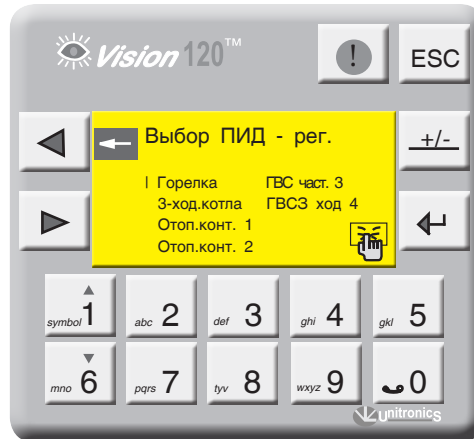 Vision 120™
! ESC
← Выбор ПИД - рег. +/-
| Горелка ГВС част. 3
3-ход.котла ГВСЗ ход 4
Отоп.конт. 1
Отоп.конт. 2
symbol 1 abc 2 def 3 ghi 4 gkl 5
mno 6 pqrs 7 tyv 8 wxyz 9 0
Unitronics